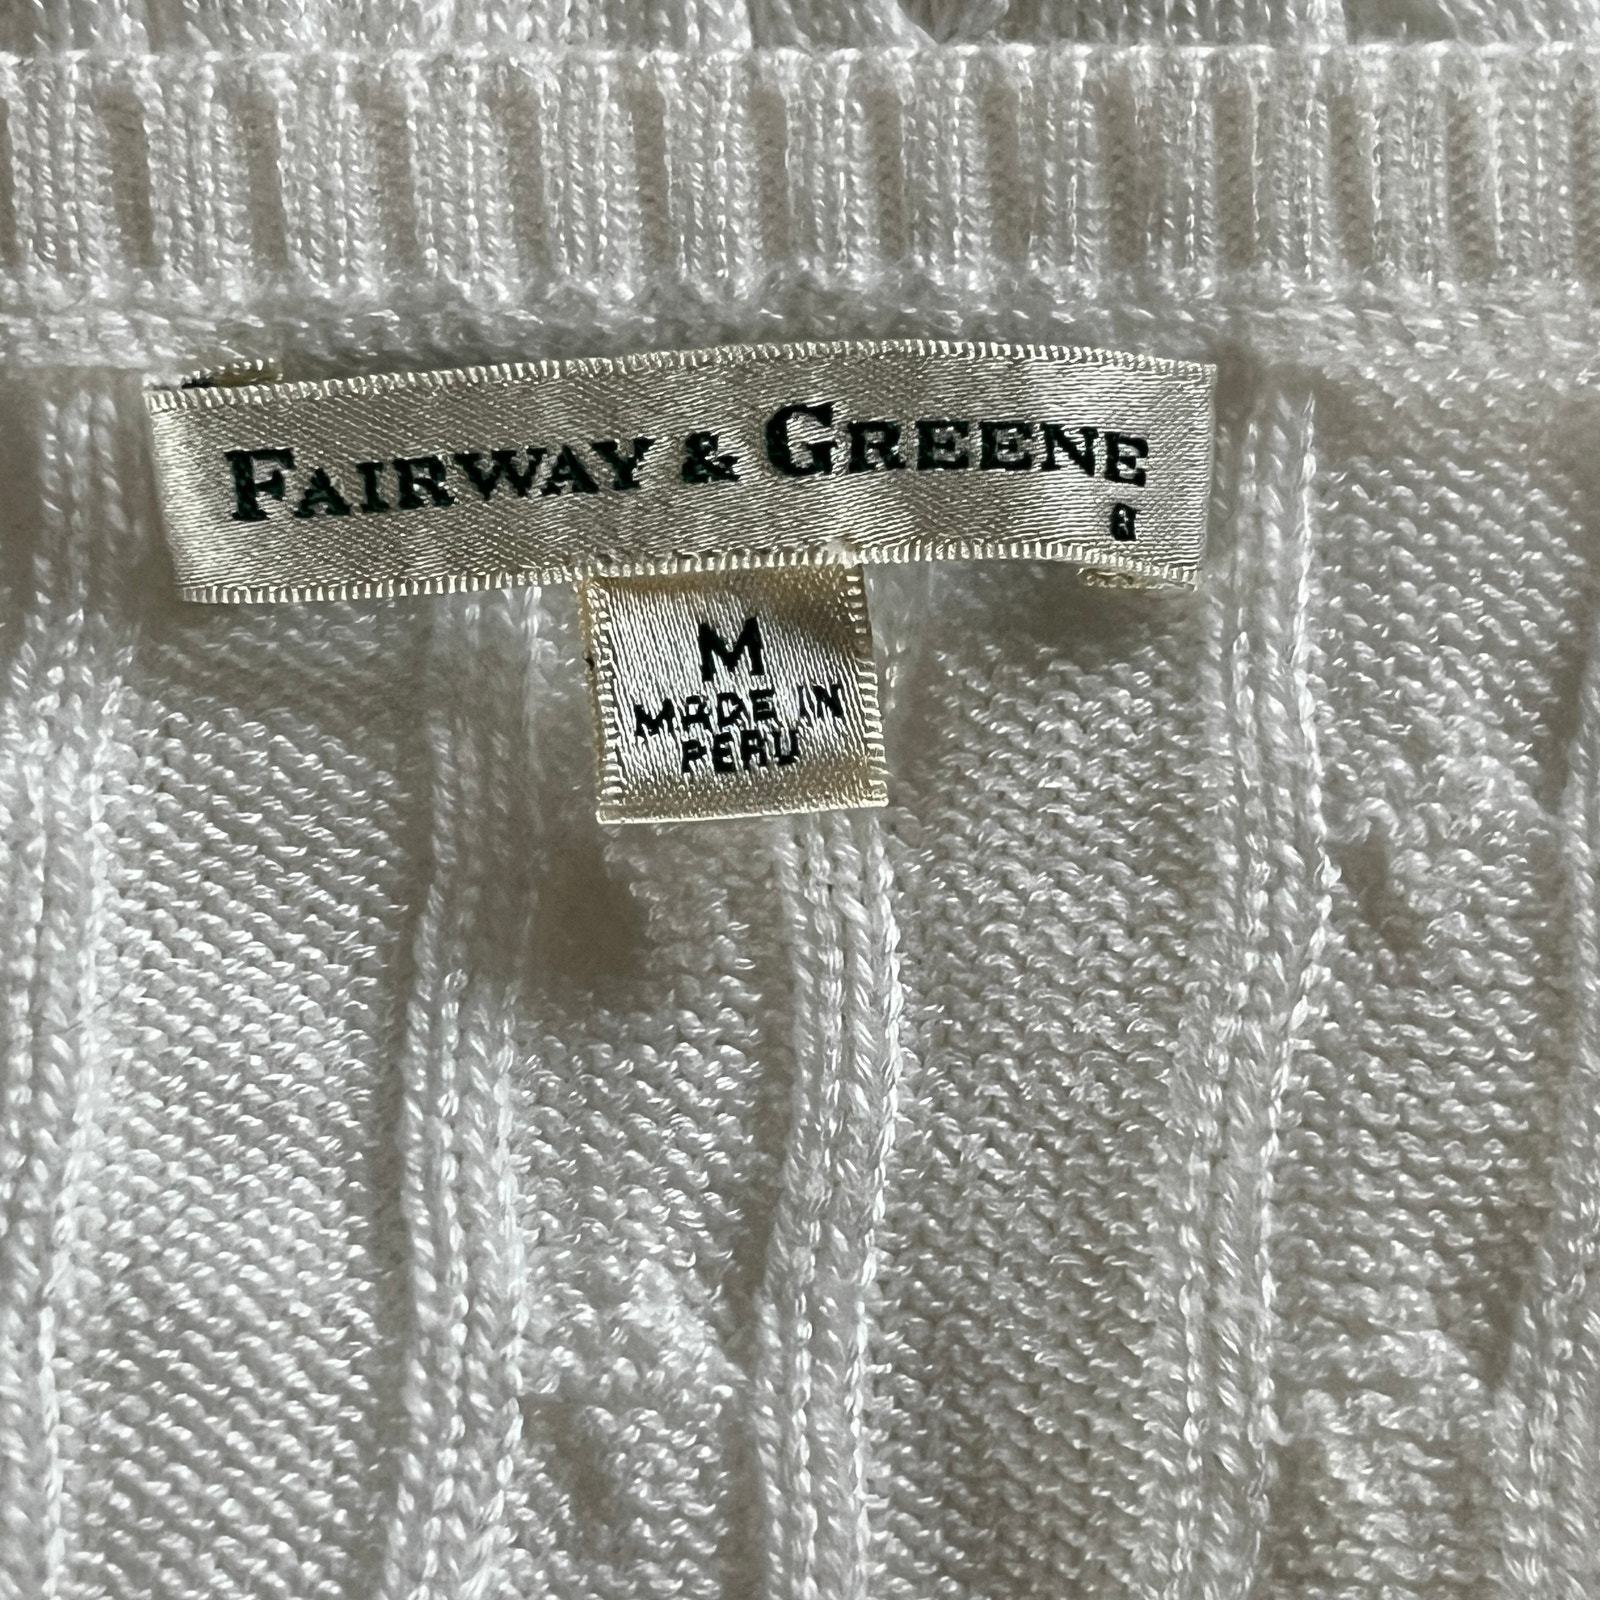 FAIRWAY & GREENE
M
MADE IN
PERU